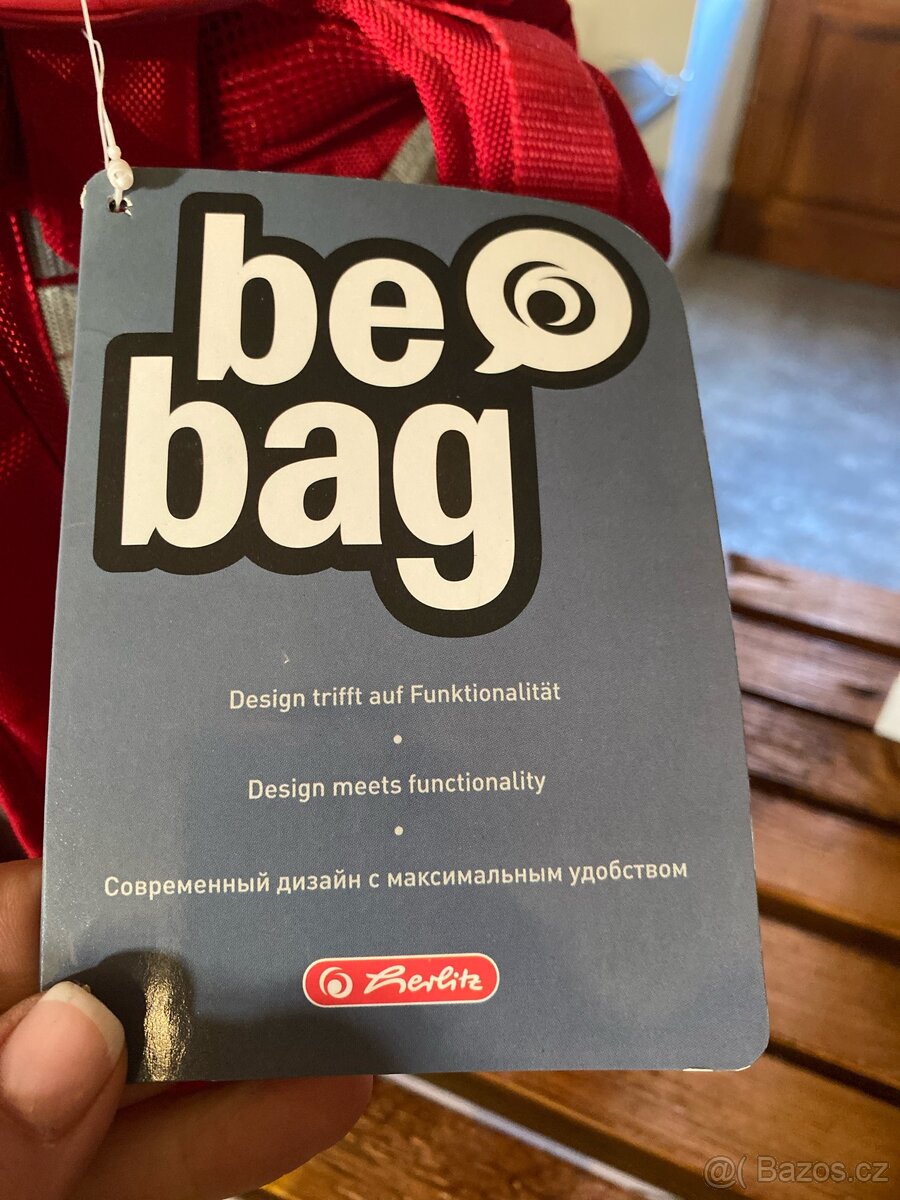 be
bag
Design trifft auf Funktionalität
Design meets functionality
Современный дизайн с максимальным удобством
Herlitz
@( Bazos.cz